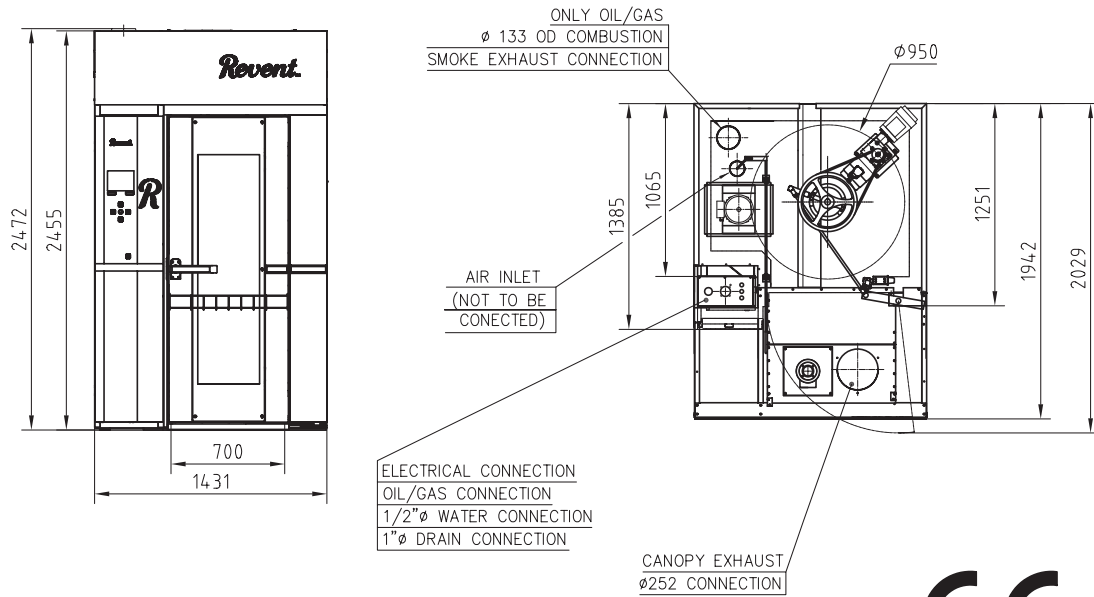 ONLY OIL/GAS
ø 133 OD COMBUSTION
SMOKE EXHAUST CONNECTION
Revent
Revent
R
2472
2455
700
1431
ø950
1385
1065
1251
1942
2029
AIR INLET
(NOT TO BE
CONECTED)
ELECTRICAL CONNECTION
OIL/GAS CONNECTION
1/2"ø WATER CONNECTION
1"ø DRAIN CONNECTION
CANOPY EXHAUST
ø252 CONNECTION
CE